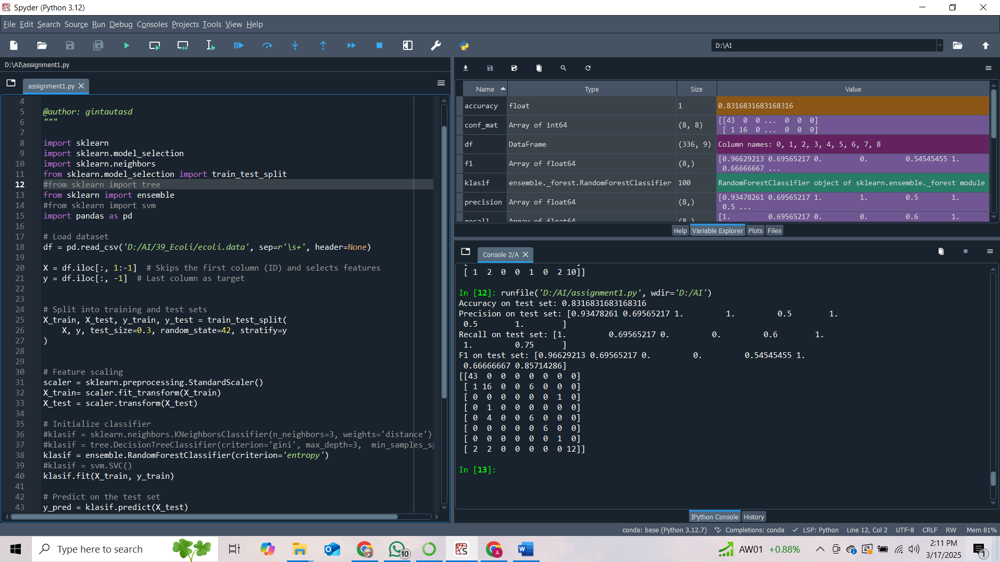 Spyder (Python 3.12)
File Edit Search Source Run Debug Consoles Projects Tools View Help
D:\AI
D:\AI\assignment1.py
assignment1.py
4
5 @author: gintautasd
6 """
7
8 import sklearn
9 import sklearn.model_selection
10 import sklearn.neighbors
11 from sklearn.model_selection import train_test_split
12 #from sklearn import tree
13 from sklearn import ensemble
14 #from sklearn import svm
15 import pandas as pd
16
17 # Load dataset
18 df = pd.read_csv('D:/AI/39_Ecoli/ecoli.data', sep=r'\s+', header=None)
19
20 X = df.iloc[:, 1:-1]  # Skips the first column (ID) and selects features
21 y = df.iloc[:, -1]  # Last column as target
22
23
24 # Split into training and test sets
25 X_train, X_test, y_train, y_test = train_test_split(
26     X, y, test_size=0.3, random_state=42, stratify=y
27 )
28
29
30 # Feature scaling
31 scaler = sklearn.preprocessing.StandardScaler()
32 X_train= scaler.fit_transform(X_train)
33 X_test = scaler.transform(X_test)
34
35 # Initialize classifier
36 #klasif = sklearn.neighbors.KNeighborsClassifier(n_neighbors=3, weights='distance')
37 #klasif = tree.DecisionTreeClassifier(criterion='gini', max_depth=3,  min_samples_s
38 klasif = ensemble.RandomForestClassifier(criterion='entropy')
39 #klasif = svm.SVC()
40 klasif.fit(X_train, y_train)
41
42 # Predict on the test set
43 y_pred = klasif.predict(X_test)
Name Type Size Value
accuracy float 1 0.8316831683168316
conf_mat Array of int64 (8, 8) [[43  0  0 ...  0  0  0]
[ 1 16  0 ...  0  0  0]
df DataFrame (336, 9) Column names: 0, 1, 2, 3, 4, 5, 6, 7, 8
f1 Array of float64 (8,) [0.96629213 0.69565217 0. 0. 0.54545455 1.
0.66666667 ...
klasif ensemble._forest.RandomForestClassifier 100 RandomForestClassifier object of sklearn.ensemble._forest module
precision Array of float64 (8,) [0.93478261 0.69565217 1. 1. 0.5 1.
0.5 ...
recall Array of float64 (8,) [1. 0.69565217 0. 0. 0.6 1.
Help Variable Explorer Plots Files
Console 2/A
[ 1  2  0  0  1  0  2 10]]
In [12]: runfile('D:/AI/assignment1.py', wdir='D:/AI')
Accuracy on test set: 0.8316831683168316
Precision on test set: [0.93478261 0.69565217 1. 1. 0.5 1.
0.5 1. ]
Recall on test set: [1. 0.69565217 0. 0. 0.6 1.
1. 0.75 ]
F1 on test set: [0.96629213 0.69565217 0. 0. 0.54545455 1.
0.66666667 0.85714286]
[[43  0  0  0  0  0  0  0]
[ 1 16  0  0  6  0  0  0]
[ 0  0  0  0  0  0  1  0]
[ 0  1  0  0  0  0  0  0]
[ 0  4  0  0  6  0  0  0]
[ 0  0  0  0  0  6  0  0]
[ 0  0  0  0  0  0  1  0]
[ 2  2  0  0  0  0  0 12]]
In [13]:
IPython Console History
conda: base (Python 3.12.7) Completions: conda LSP: Python Line 12, Col 2 UTF-8 CRLF RW Mem 81%
Type here to search
10
A
AW01 +0.88%
2:11 PM
3/17/2025
1